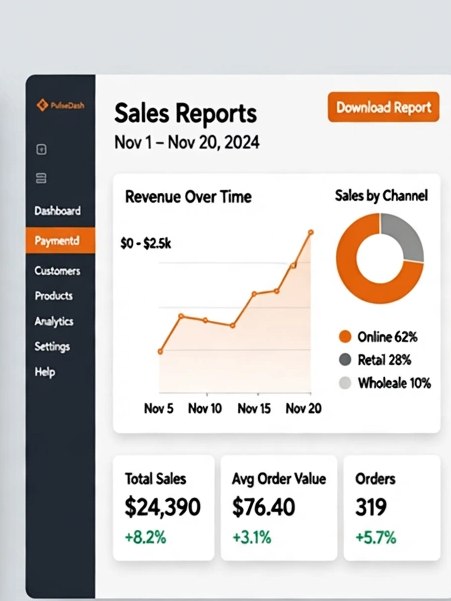 PulseDash
Dashboard
Paymentd
Customers
Products
Analytics
Settings
Help
Sales Reports
Nov 1 – Nov 20, 2024
Download Report
Revenue Over Time
$0 - $2.5k
Nov 5 Nov 10 Nov 15 Nov 20
Sales by Channel
Online 62%
Retail 28%
Wholeale 10%
Total Sales
$24,390
+8.2%
Avg Order Value
$76.40
+3.1%
Orders
319
+5.7%